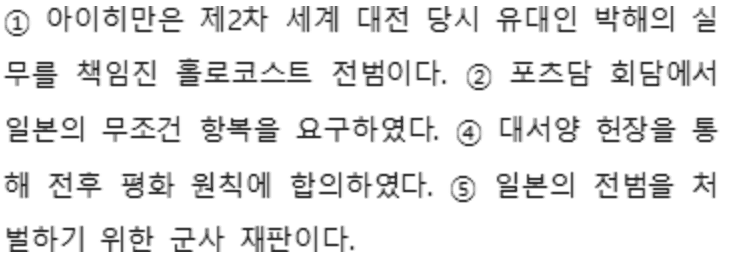 ① 아이히만은 제2차 세계 대전 당시 유대인 박해의 실
무를 책임진 홀로코스트 전범이다. ② 포츠담 회담에서
일본의 무조건 항복을 요구하였다. ④ 대서양 헌장을 통
해 전후 평화 원칙에 합의하였다. ⑤ 일본의 전범을 처
벌하기 위한 군사 재판이다.